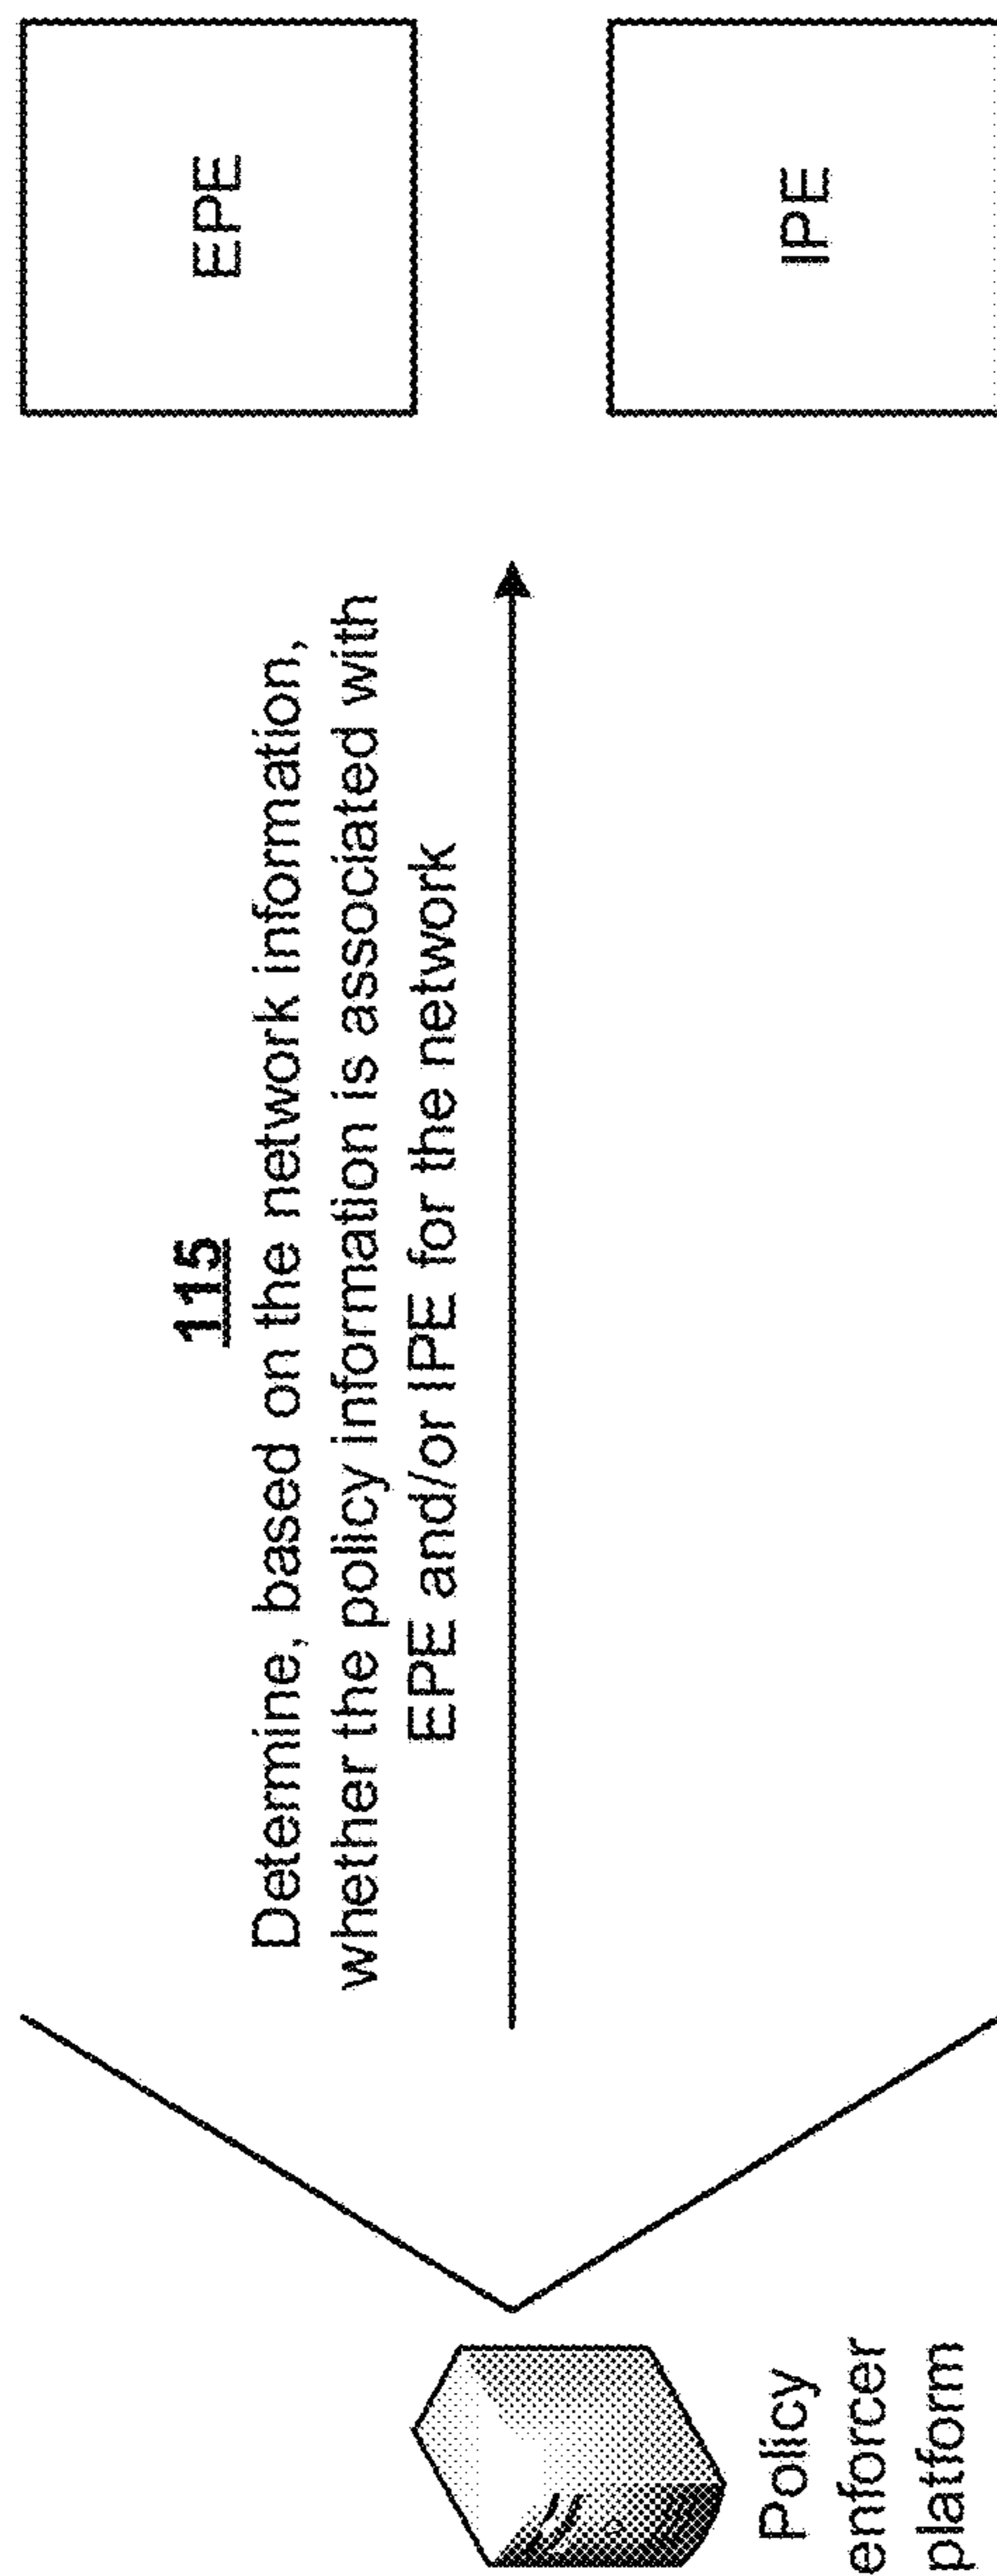 115
Determine, based on the network information,
whether the policy information is associated with
EPE and/or IPE for the network
EPE
IPE
Policy
enforcer
platform